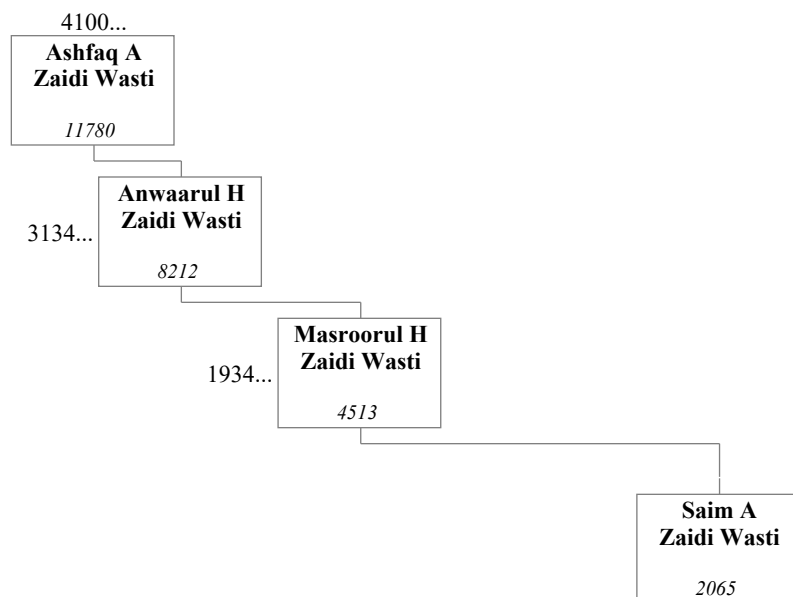 4100...
Ashfaq A
Zaidi Wasti
11780
Anwaarul H
Zaidi Wasti
3134...
8212
Masroorul H
Zaidi Wasti
1934...
4513
Saim A
Zaidi Wasti
2065